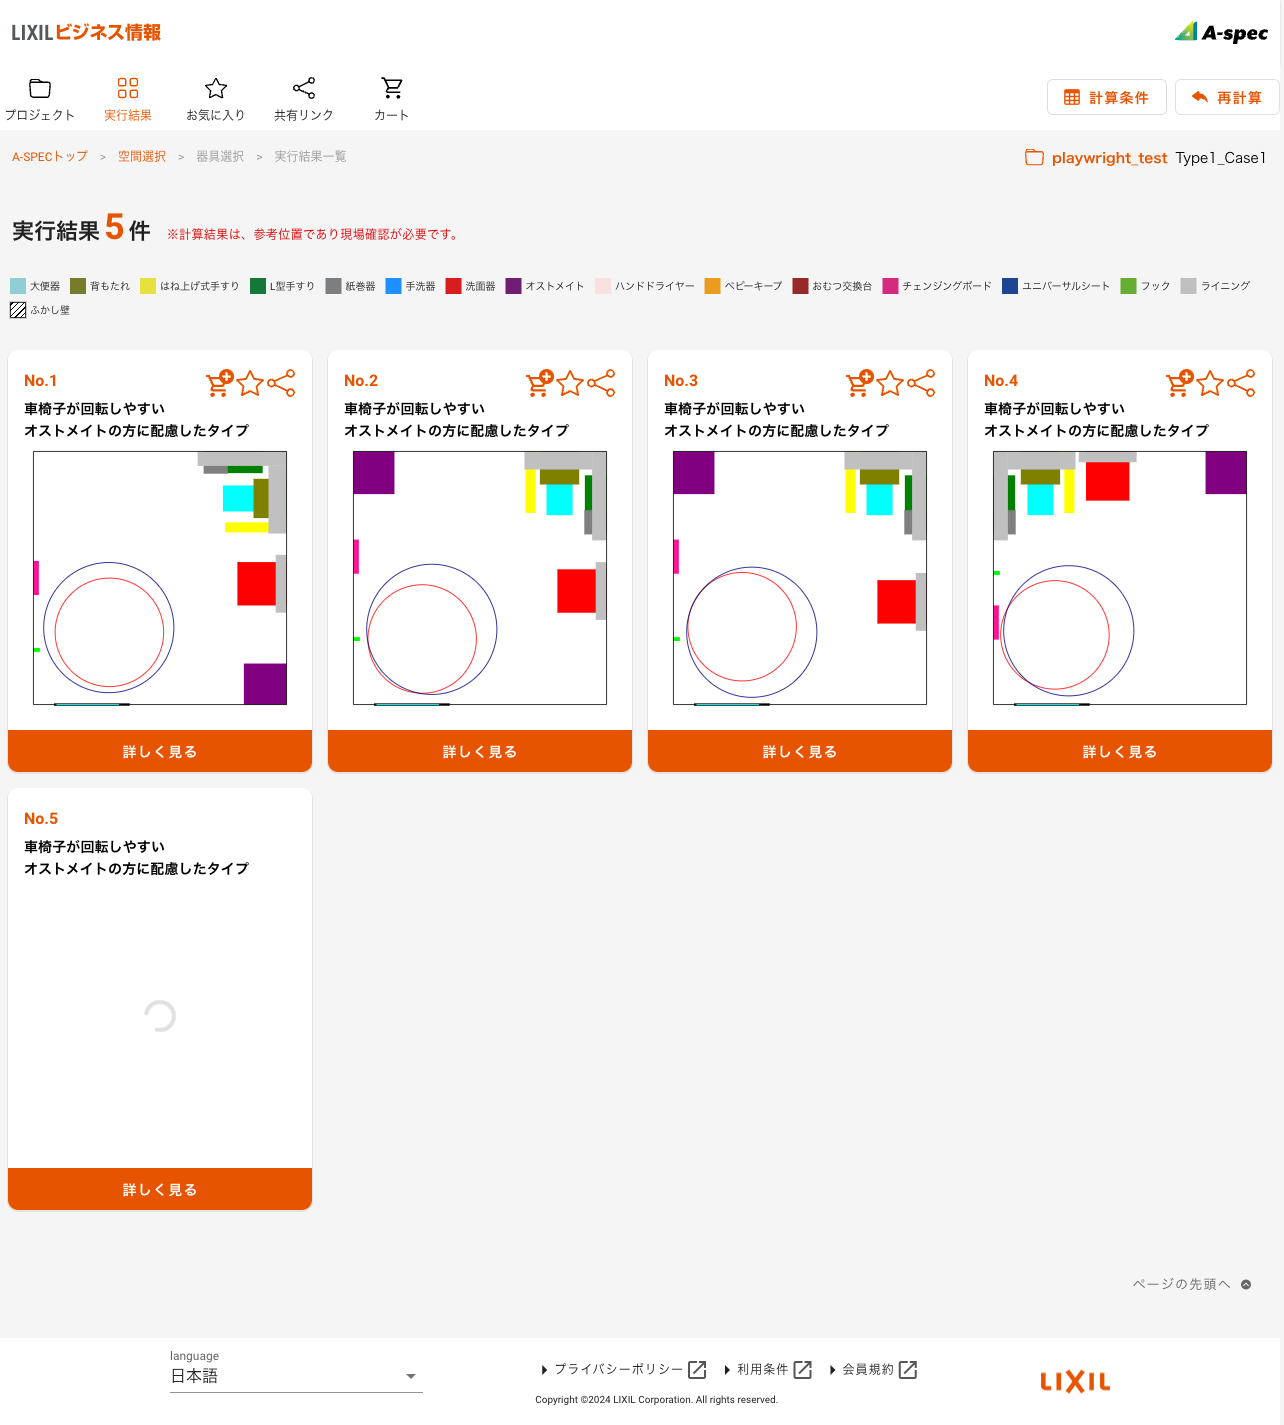 LIXILビジネス情報
A-spec
プロジェクト
実行結果
お気に入り
共有リンク
カート
計算条件
再計算
A-SPECトップ > 空間選択 > 器具選択 > 実行結果一覧
playwright_test Type1_Case1
実行結果 5 件 ※計算結果は、参考位置であり現場確認が必要です。
大便器 背もたれ はね上げ式手すり L型手すり 紙巻器 手洗器 洗面器 オストメイト ハンドドライヤー ベビーキープ おむつ交換台 チェンジングボード ユニバーサルシート フック ライニング
ふかし壁
No.1
車椅子が回転しやすい
オストメイトの方に配慮したタイプ
詳しく見る
No.2
車椅子が回転しやすい
オストメイトの方に配慮したタイプ
詳しく見る
No.3
車椅子が回転しやすい
オストメイトの方に配慮したタイプ
詳しく見る
No.4
車椅子が回転しやすい
オストメイトの方に配慮したタイプ
詳しく見る
No.5
車椅子が回転しやすい
オストメイトの方に配慮したタイプ
詳しく見る
ページの先頭へ
language
日本語
プライバシーポリシー 利用条件 会員規約
Copyright ©2024 LIXIL Corporation. All rights reserved.
LIXIL